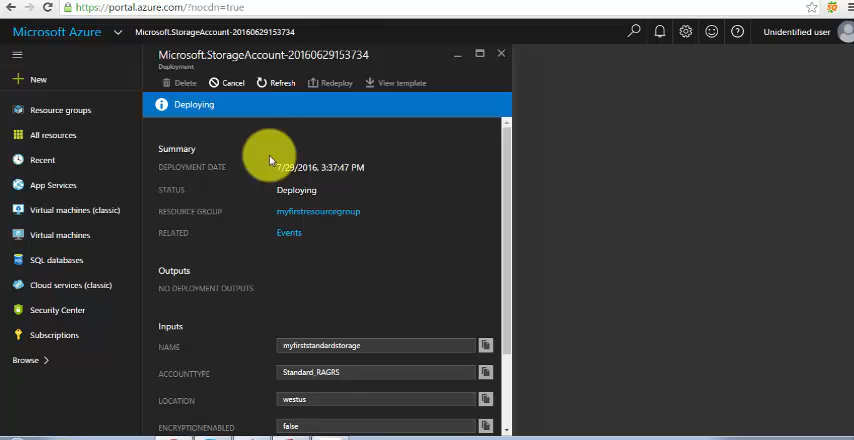 https://portal.azure.com/?nocdn=true
Microsoft Azure Microsoft.StorageAccount-20160629153734 Unidentified user
Microsoft.StorageAccount-20160629153734
Deployment
New
Delete Cancel Refresh Redeploy View template
Deploying
Resource groups
All resources
Recent
App Services
Virtual machines (classic)
Virtual machines
SQL databases
Cloud services (classic)
Security Center
Subscriptions
Browse
Summary
DEPLOYMENT DATE 7/29/2016, 3:37:47 PM
STATUS Deploying
RESOURCE GROUP myfirstresourcegroup
RELATED Events
Outputs
NO DEPLOYMENT OUTPUTS
Inputs
NAME myfirststandardstorage
ACCOUNTTYPE Standard_RAGRS
LOCATION westus
ENCRYPTIONENABLED false